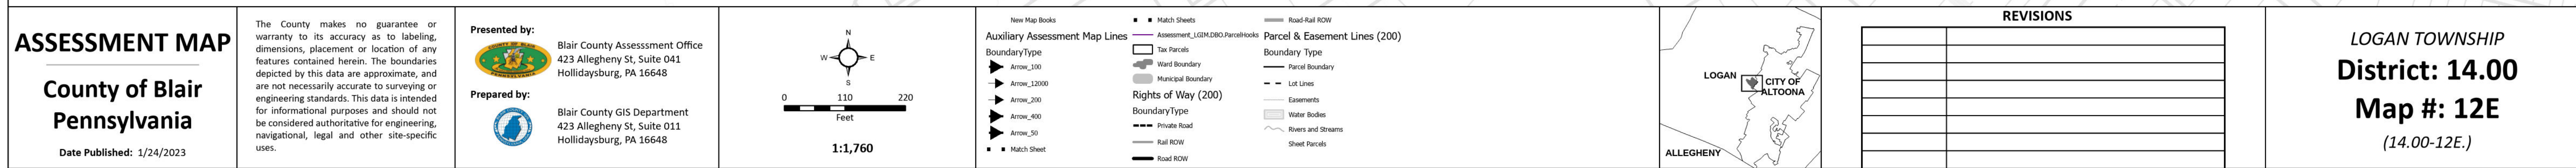 ASSESSMENT MAP
County of Blair
Pennsylvania
Date Published: 1/24/2023
The County makes no guarantee or
warranty to its accuracy as to labeling,
dimensions, placement or location of any
features contained herein. The boundaries
depicted by this data are approximate, and
are not necessarily accurate to surveying or
engineering standards. This data is intended
for informational purposes and should not
be considered authoritative for engineering,
navigational, legal and other site-specific
uses.
Presented by:
Blair County Assesssment Office
423 Allegheny St, Suite 041
Hollidaysburg, PA 16648
Prepared by:
Blair County GIS Department
423 Allegheny St, Suite 011
Hollidaysburg, PA 16648
N
W E
S
0 110 220
Feet
1:1,760
New Map Books
Auxiliary Assessment Map Lines
BoundaryType
Arrow_100
Arrow_12000
Arrow_200
Arrow_400
Arrow_50
Match Sheet
Match Sheets
Assessment_LGIM.DBO.ParcelHooks
Tax Parcels
Ward Boundary
Municipal Boundary
Rights of Way (200)
BoundaryType
Private Road
Rail ROW
Road ROW
Road-Rail ROW
Parcel & Easement Lines (200)
Boundary Type
Parcel Boundary
Lot Lines
Easements
Water Bodies
Rivers and Streams
Sheet Parcels
LOGAN
CITY OF
ALTOONA
ALLEGHENY
REVISIONS
LOGAN TOWNSHIP
District: 14.00
Map #: 12E
(14.00-12E.)